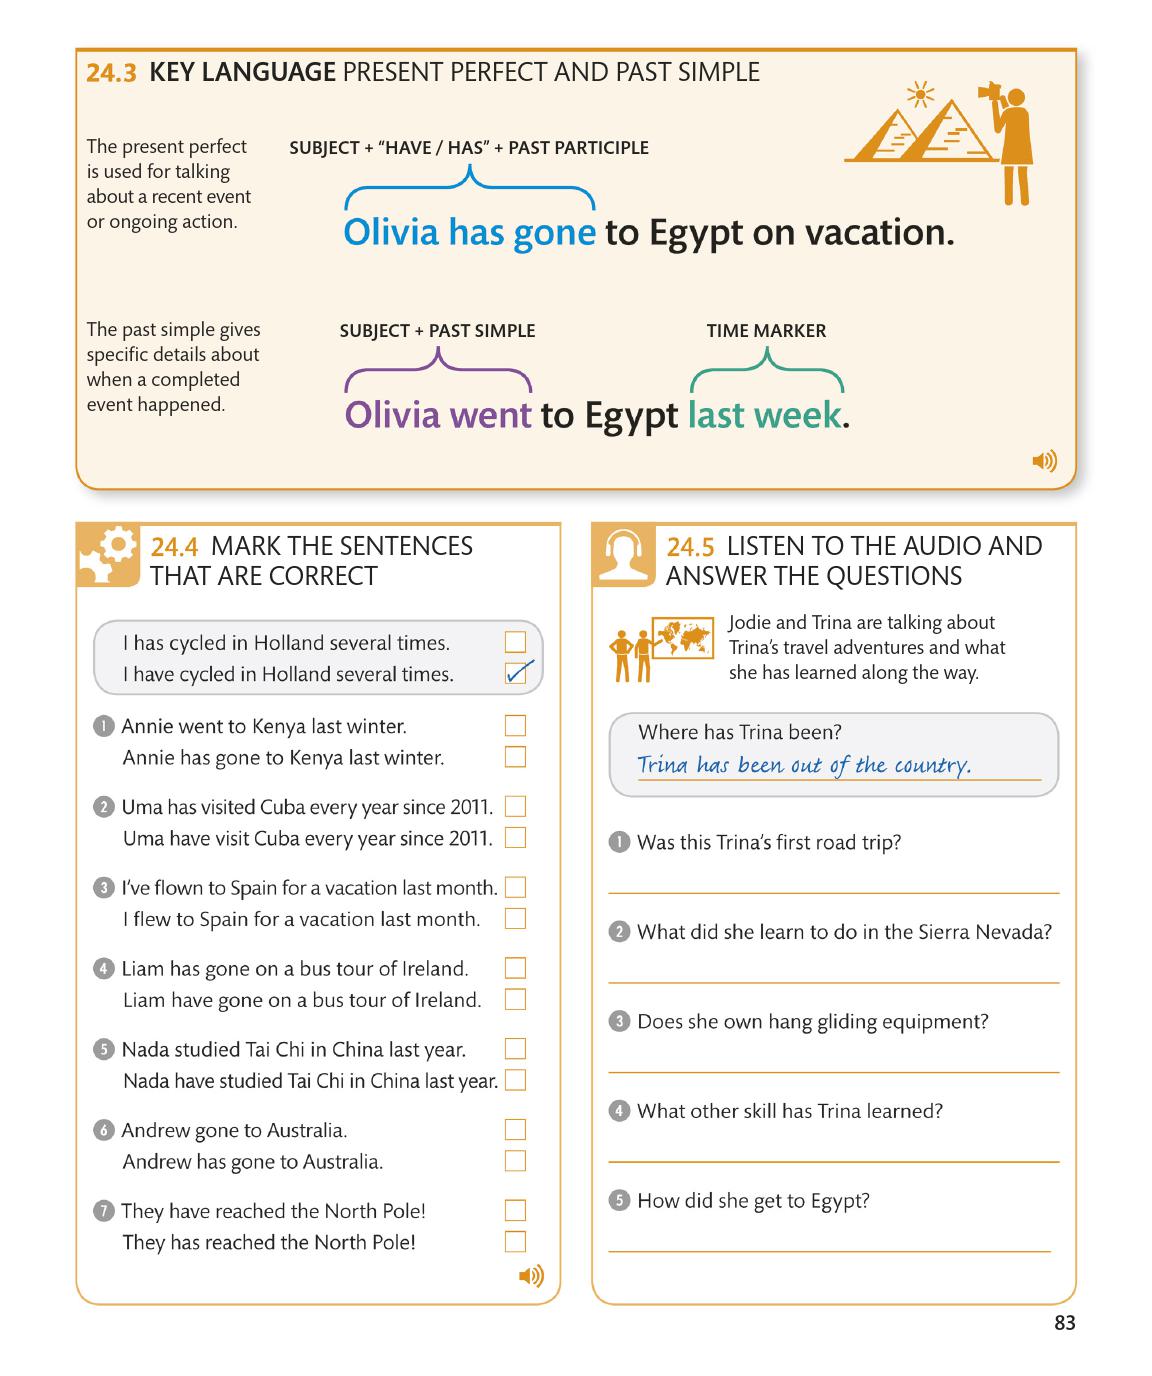 24.3 KEY LANGUAGE PRESENT PERFECT AND PAST SIMPLE
The present perfect
is used for talking
about a recent event
or ongoing action.
SUBJECT + “HAVE / HAS” + PAST PARTICIPLE
Olivia has gone to Egypt on vacation.
The past simple gives
specific details about
when a completed
event happened.
SUBJECT + PAST SIMPLE
TIME MARKER
Olivia went to Egypt last week.
24.4 MARK THE SENTENCES
THAT ARE CORRECT
I has cycled in Holland several times.
I have cycled in Holland several times.
1 Annie went to Kenya last winter.
Annie has gone to Kenya last winter.
2 Uma has visited Cuba every year since 2011.
Uma have visit Cuba every year since 2011.
3 I’ve flown to Spain for a vacation last month.
I flew to Spain for a vacation last month.
4 Liam has gone on a bus tour of Ireland.
Liam have gone on a bus tour of Ireland.
5 Nada studied Tai Chi in China last year.
Nada have studied Tai Chi in China last year.
6 Andrew gone to Australia.
Andrew has gone to Australia.
7 They have reached the North Pole!
They has reached the North Pole!
24.5 LISTEN TO THE AUDIO AND
ANSWER THE QUESTIONS
Jodie and Trina are talking about
Trina’s travel adventures and what
she has learned along the way.
Where has Trina been?
Trina has been out of the country.
1 Was this Trina’s first road trip?
2 What did she learn to do in the Sierra Nevada?
3 Does she own hang gliding equipment?
4 What other skill has Trina learned?
5 How did she get to Egypt?
83